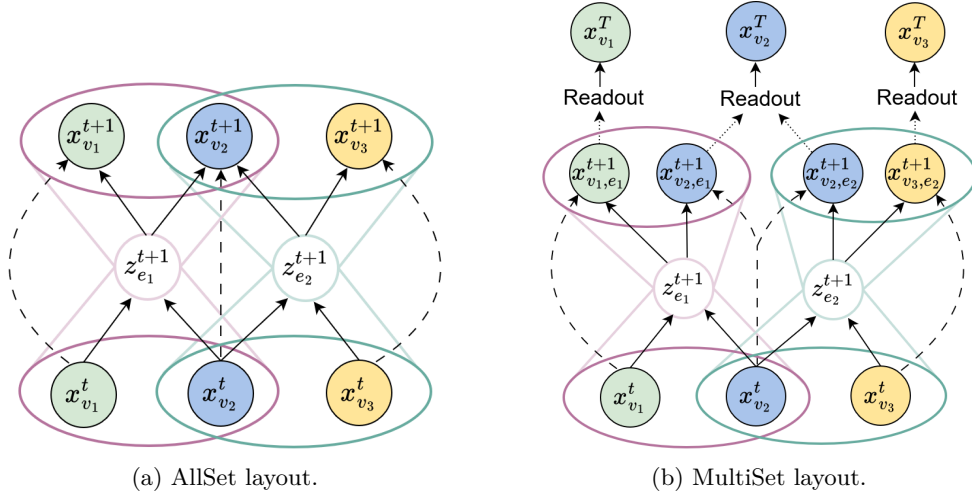 x_{v_1}^T x_{v_2}^T x_{v_3}^T
Readout Readout Readout
x_{v_1}^{t+1} x_{v_2}^{t+1} x_{v_3}^{t+1}
x_{v_1,e_1}^{t+1} x_{v_2,e_1}^{t+1} x_{v_2,e_2}^{t+1} x_{v_3,e_2}^{t+1}
z_{e_1}^{t+1} z_{e_2}^{t+1}
z_{e_1}^{t+1} z_{e_2}^{t+1}
x_{v_1}^t x_{v_2}^t x_{v_3}^t
x_{v_1}^t x_{v_2}^t x_{v_3}^t
(a) AllSet layout.
(b) MultiSet layout.